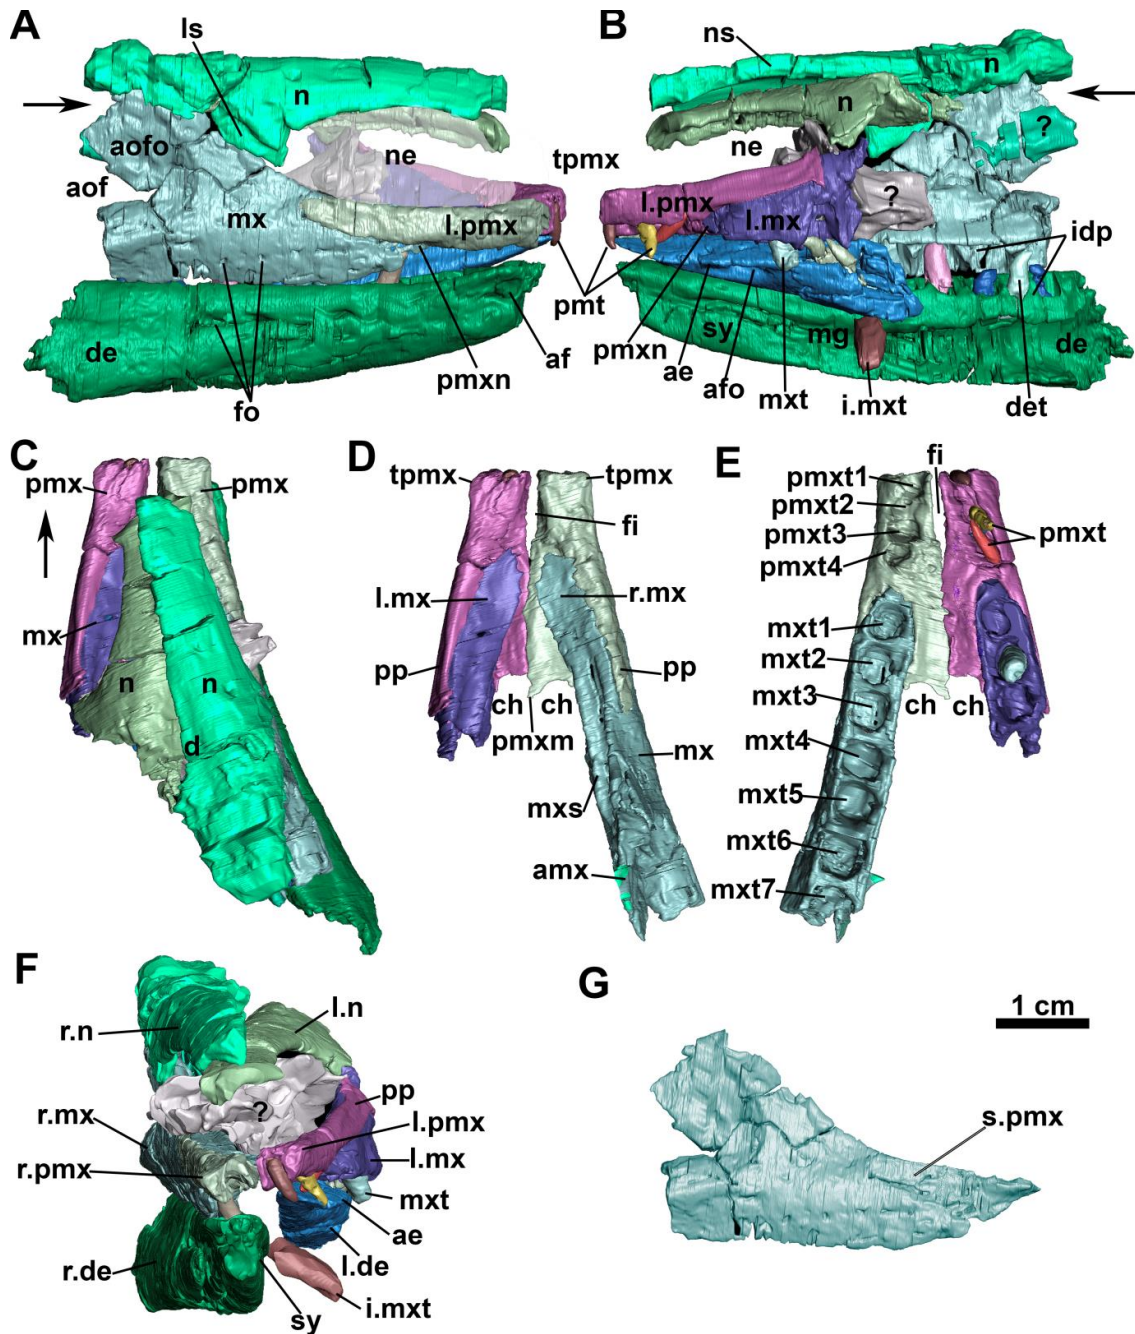 A
ls
n
aofo
ne
tpmx
aof
mx
l.pmx
pmt
de
af
pmxn
fo
B
ns
n
n
?
ne
l.pmx
l.mx
?
idp
sy
mg
de
pmxn
ae
afo
mxt
i.mxt
det
C
pmx
pmx
mx
n
n
d
D
tpmx
tpmx
fi
l.mx
r.mx
pp
pp
ch
ch
pmxm
mx
mxs
amx
E
fi
pmxt1
pmxt2
pmxt3
pmxt4
pmxt
mxt1
mxt2
mxt3
ch
ch
mxt4
mxt5
mxt6
mxt7
F
l.n
r.n
?
pp
r.mx
l.pmx
r.pmx
l.mx
mxt
ae
r.de
l.de
sy
i.mxt
G
1 cm
s.pmx